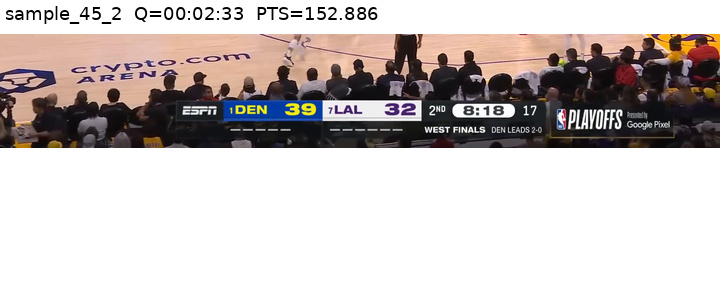 sample_45_2 Q=00:02:33 PTS=152.886
crypto.com
ARENA
ESPN 1 DEN 39 7 LAL 32 2ND 8:18 17
WEST FINALS DEN LEADS 2-0
NBA PLAYOFFS Presented by Google Pixel